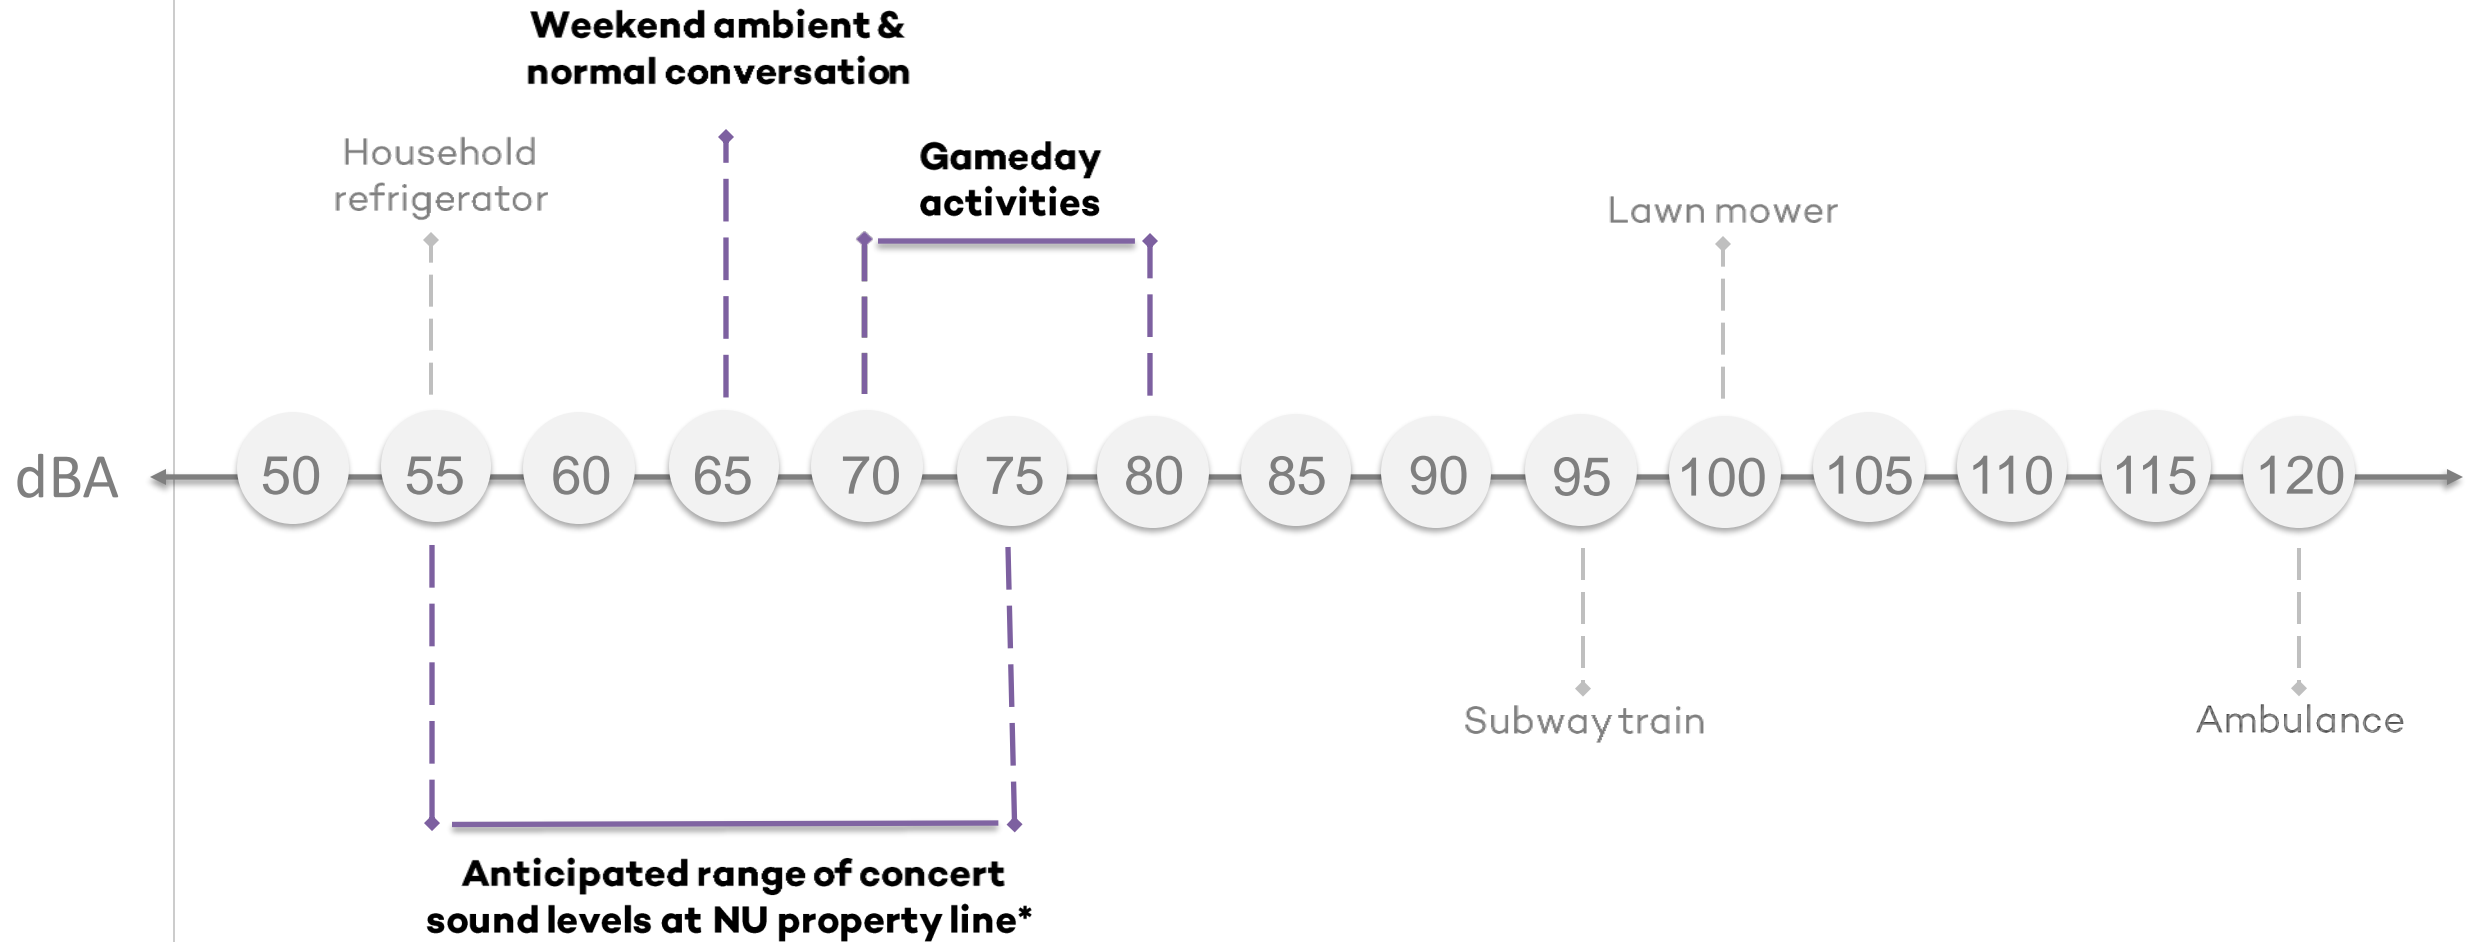 Weekend ambient &
normal conversation
Household
refrigerator
Gameday
activities
Lawn mower
dBA
50 55 60 65 70 75 80 85 90 95 100 105 110 115 120
Subway train
Ambulance
Anticipated range of concert
sound levels at NU property line*